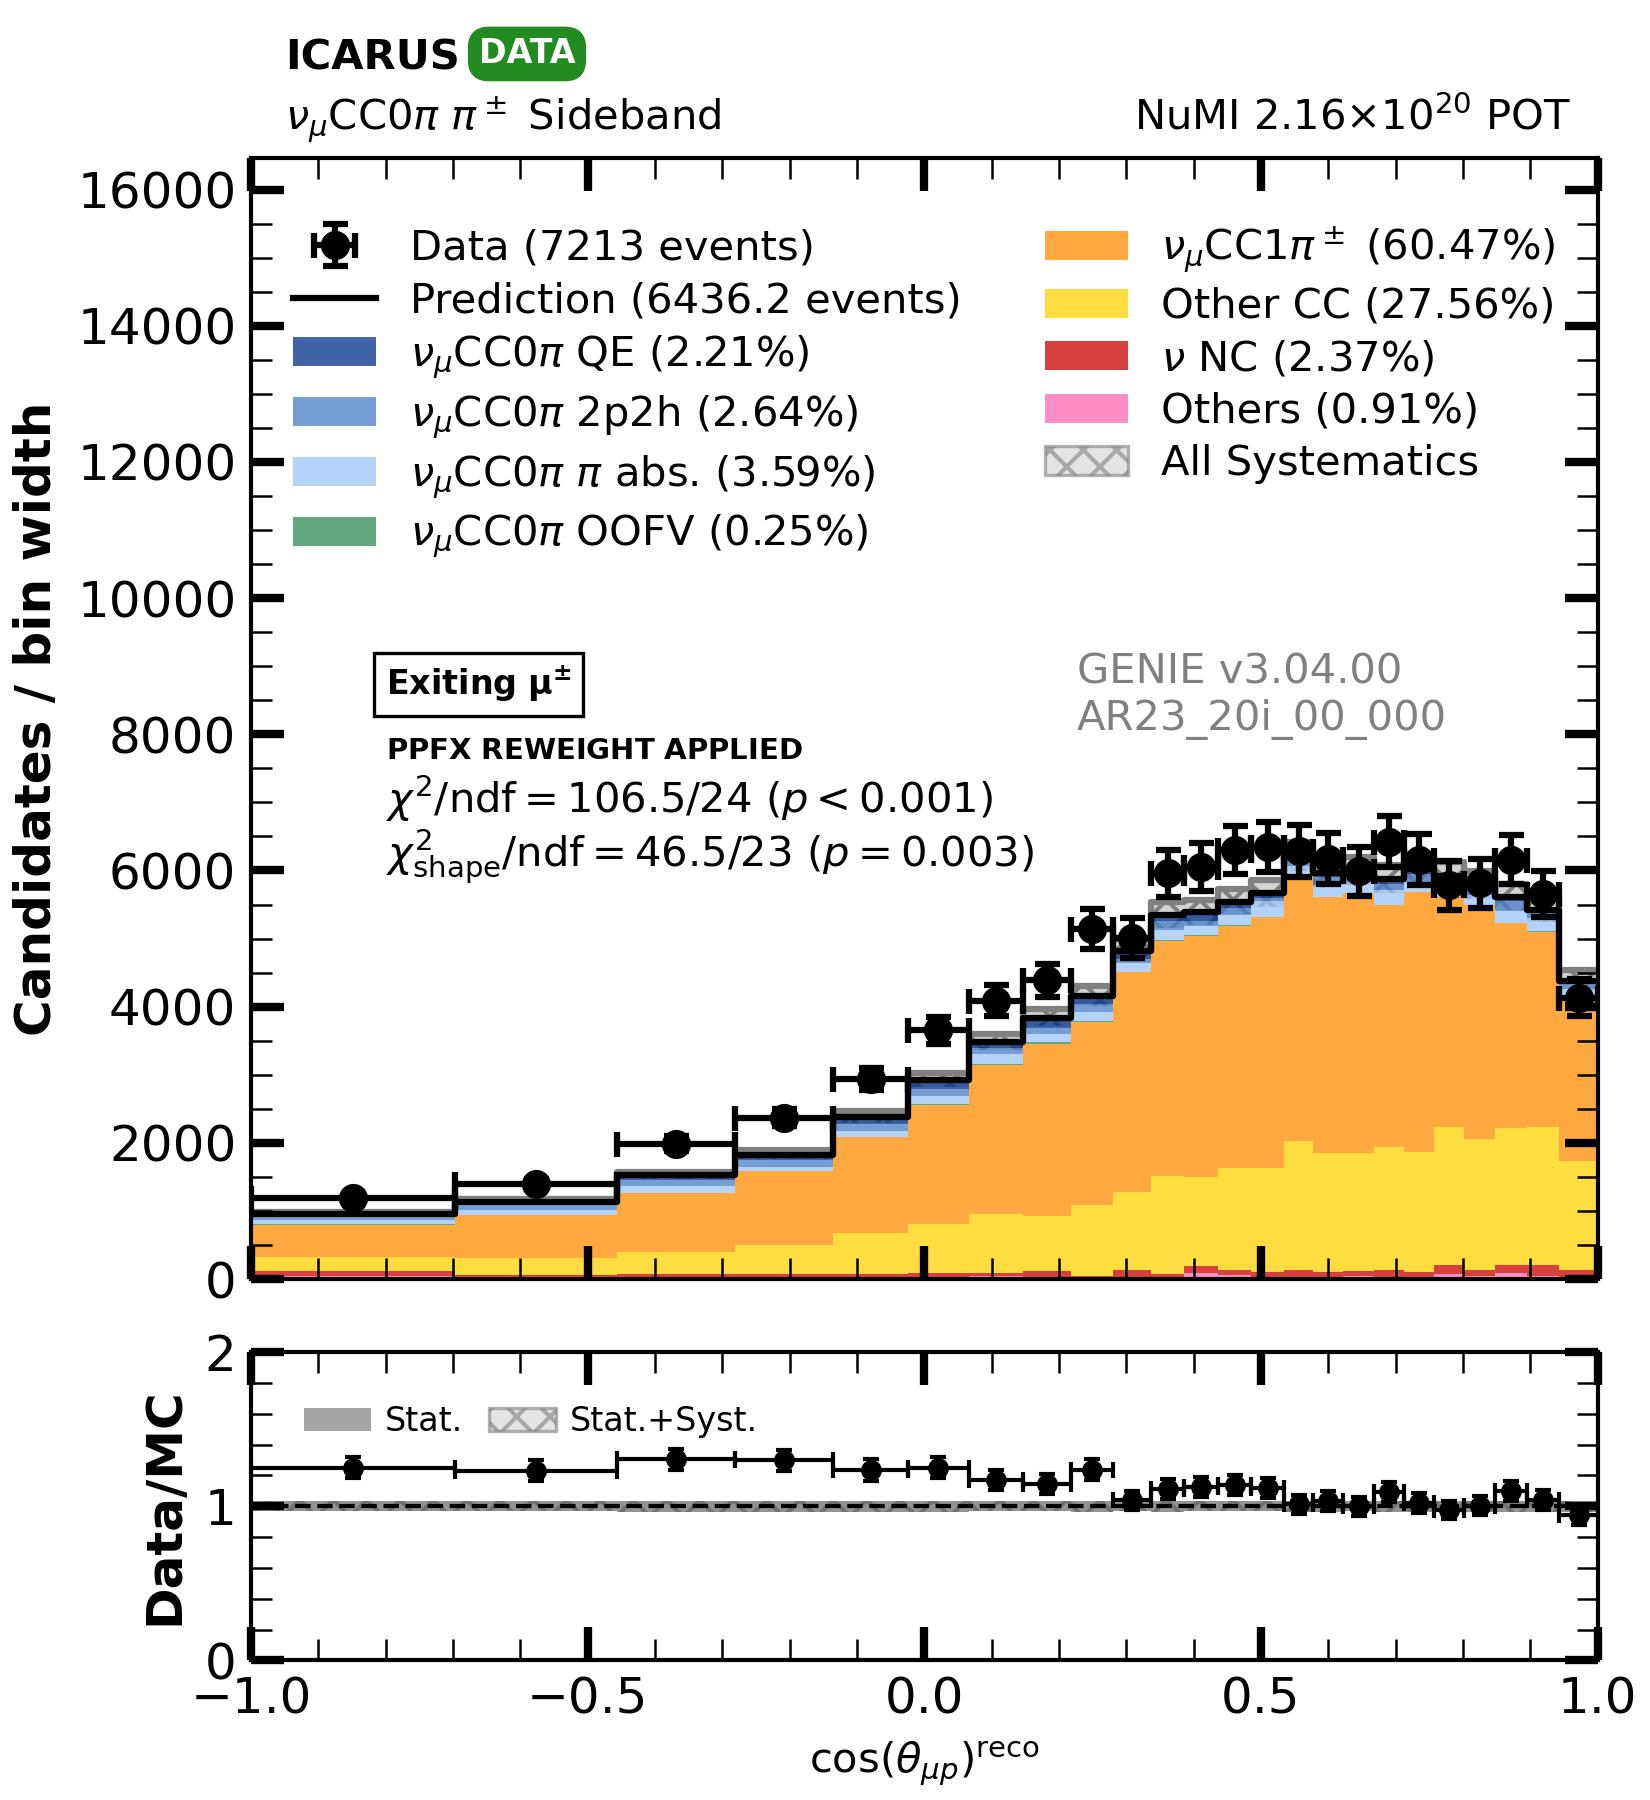 ICARUS DATA
νμCC0π π± Sideband
NuMI 2.16×10²⁰ POT
Candidates / bin width
16000
14000
12000
10000
8000
6000
4000
2000
0
Data (7213 events)
Prediction (6436.2 events)
νμCC0π QE (2.21%)
νμCC0π 2p2h (2.64%)
νμCC0π π abs. (3.59%)
νμCC0π OOFV (0.25%)
νμCC1π± (60.47%)
Other CC (27.56%)
ν NC (2.37%)
Others (0.91%)
All Systematics
Exiting μ±
PPFX REWEIGHT APPLIED
χ²/ndf = 106.5/24 (p < 0.001)
χ²shape/ndf = 46.5/23 (p = 0.003)
GENIE v3.04.00
AR23_20i_00_000
Data/MC
2
1
0
Stat.
Stat.+Syst.
−1.0
−0.5
0.0
0.5
1.0
cos(θμp)reco